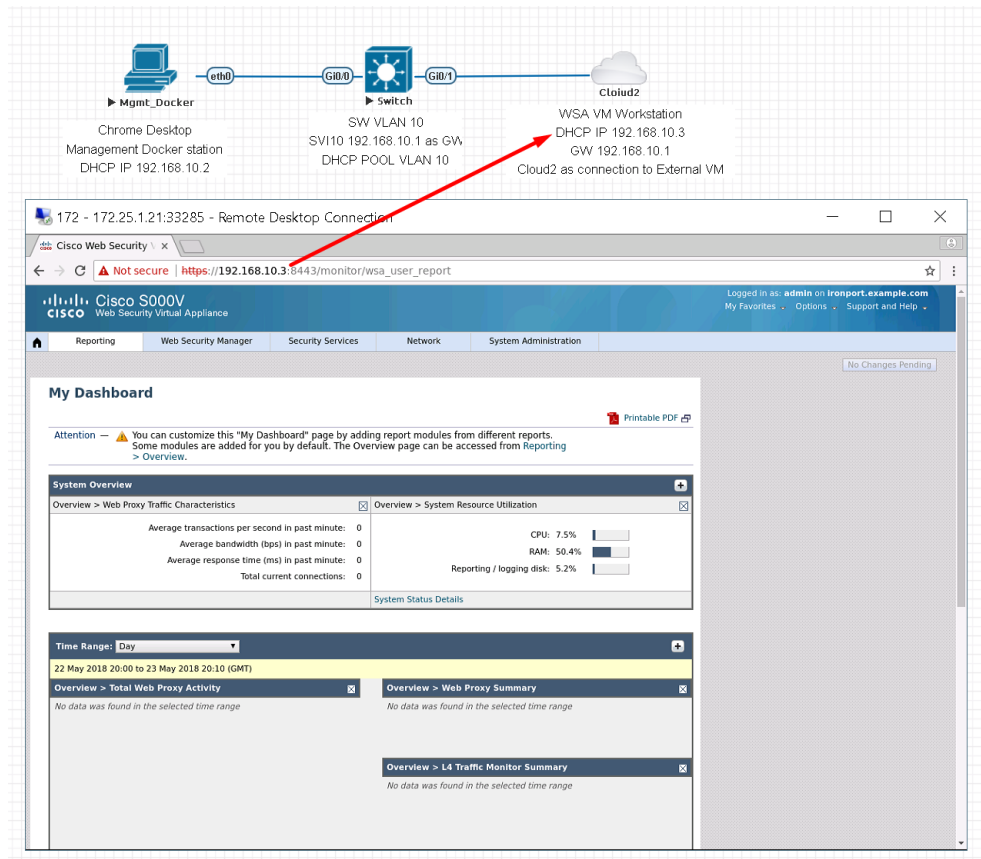 eth0
Gi0/0
Gi0/1
Mgmt_Docker
Switch
Cloiud2
Chrome Desktop
Management Docker station
DHCP IP 192.168.10.2
SW VLAN 10
SVI10 192.168.10.1 as GW
DHCP POOL VLAN 10
WSA VM Workstation
DHCP IP 192.168.10.3
GW 192.168.10.1
Cloud2 as connection to External VM
172 - 172.25.1.21:33285 - Remote Desktop Connection
Cisco Web Security
Not secure | https://192.168.10.3:8443/monitor/wsa_user_report
CISCO
Cisco S000V
Web Security Virtual Appliance
Logged in as: admin on ironport.example.com
My Favorites Options Support and Help
Reporting Web Security Manager Security Services Network System Administration
No Changes Pending
My Dashboard
Printable PDF
Attention — You can customize this "My Dashboard" page by adding report modules from different reports.
Some modules are added for you by default. The Overview page can be accessed from Reporting
> Overview.
System Overview
Overview > Web Proxy Traffic Characteristics
Average transactions per second in past minute: 0
Average bandwidth (bps) in past minute: 0
Average response time (ms) in past minute: 0
Total current connections: 0
Overview > System Resource Utilization
CPU: 7.5%
RAM: 50.4%
Reporting / logging disk: 5.2%
System Status Details
Time Range: Day
22 May 2018 20:00 to 23 May 2018 20:10 (GMT)
Overview > Total Web Proxy Activity
No data was found in the selected time range
Overview > Web Proxy Summary
No data was found in the selected time range
Overview > L4 Traffic Monitor Summary
No data was found in the selected time range